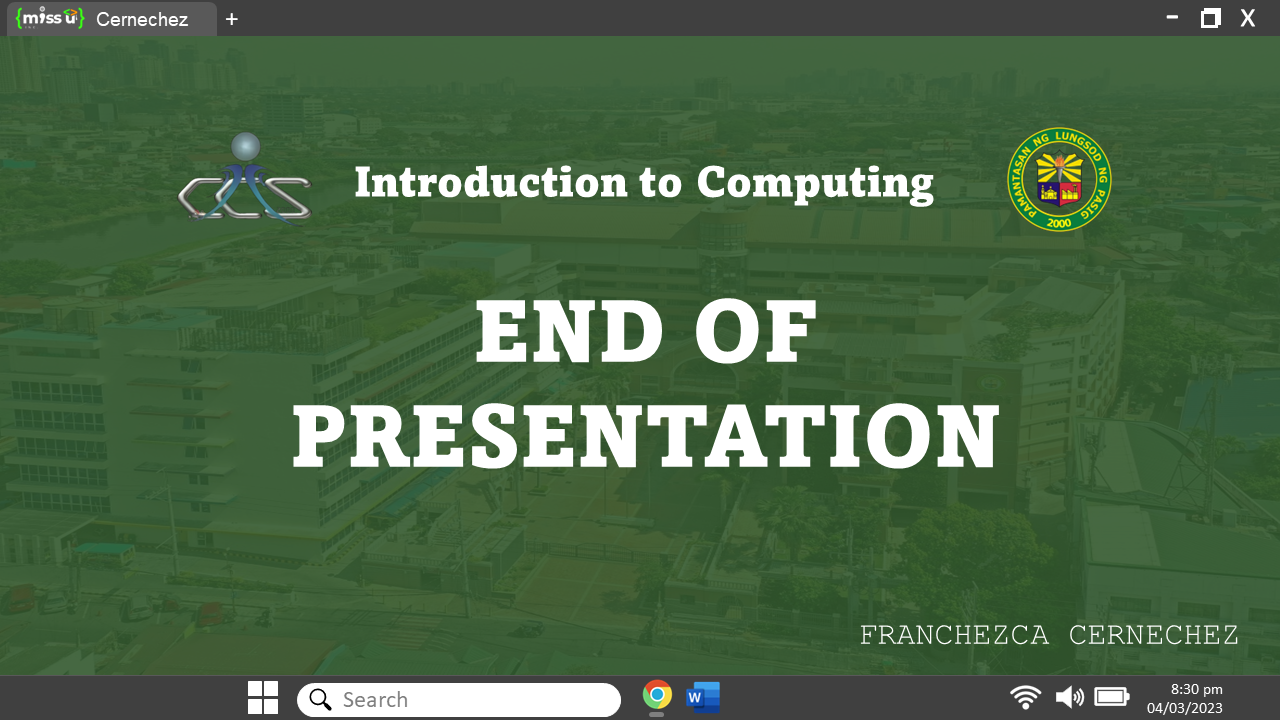 {miss u}
Cernechez +
X
CCS
Introduction to Computing
PAMANTASAN NG LUNGSOD NG PASIG
2000
END OF
PRESENTATION
FRANCHEZCA CERNECHEZ
Search
W
8:30 pm
04/03/2023